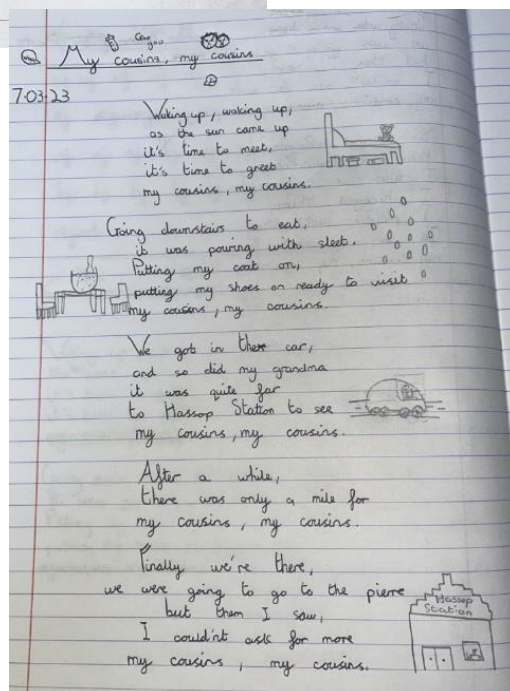 My cousins, my cousins
7.03.23
Waking up, waking up,
as the sun came up
it's time to meet,
it's time to greet
my cousins, my cousins.
Going downstairs to eat,
it was pouring with sleet.
Putting my coat on,
putting my shoes on ready to visit
my cousins, my cousins.
We got in there car,
and so did my grandma
it was quite far
to Hassop Station to see
my cousins, my cousins.
After a while,
there was only a mile for
my cousins, my cousins.
Finally we're there,
we were going to go to the pierre
but them I saw,
I could'nt ask for more
my cousins, my cousins.
Hassop
Station